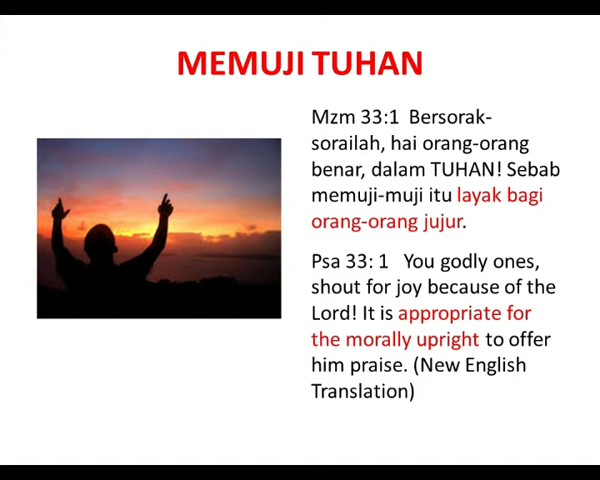 MEMUJI TUHAN
Mzm 33:1  Bersorak-
sorailah, hai orang-orang
benar, dalam TUHAN! Sebab
memuji-muji itu layak bagi
orang-orang jujur.
Psa 33: 1   You godly ones,
shout for joy because of the
Lord! It is appropriate for
the morally upright to offer
him praise. (New English
Translation)